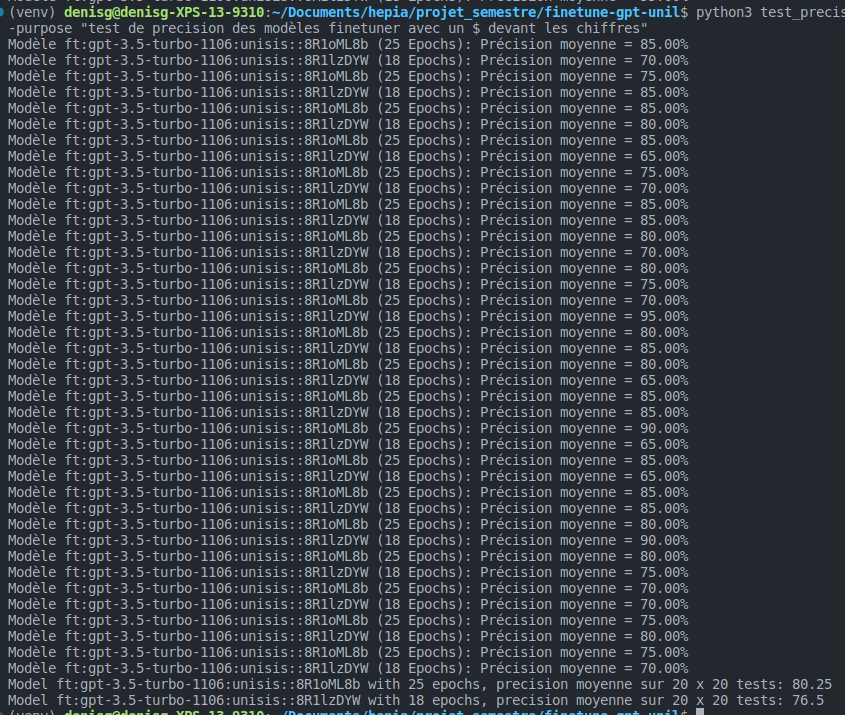 (venv) denisg@denisg-XPS-13-9310:~/Documents/hepia/projet_semestre/finetune-gpt-unil$ python3 test_precis
-purpose "test de precision des modèles finetuner avec un $ devant les chiffres"
Modèle ft:gpt-3.5-turbo-1106:unisis::8R1oML8b (25 Epochs): Précision moyenne = 85.00%
Modèle ft:gpt-3.5-turbo-1106:unisis::8R1lzDYW (18 Epochs): Précision moyenne = 70.00%
Modèle ft:gpt-3.5-turbo-1106:unisis::8R1oML8b (25 Epochs): Précision moyenne = 75.00%
Modèle ft:gpt-3.5-turbo-1106:unisis::8R1lzDYW (18 Epochs): Précision moyenne = 85.00%
Modèle ft:gpt-3.5-turbo-1106:unisis::8R1oML8b (25 Epochs): Précision moyenne = 85.00%
Modèle ft:gpt-3.5-turbo-1106:unisis::8R1lzDYW (18 Epochs): Précision moyenne = 80.00%
Modèle ft:gpt-3.5-turbo-1106:unisis::8R1oML8b (25 Epochs): Précision moyenne = 85.00%
Modèle ft:gpt-3.5-turbo-1106:unisis::8R1lzDYW (18 Epochs): Précision moyenne = 65.00%
Modèle ft:gpt-3.5-turbo-1106:unisis::8R1oML8b (25 Epochs): Précision moyenne = 75.00%
Modèle ft:gpt-3.5-turbo-1106:unisis::8R1lzDYW (18 Epochs): Précision moyenne = 70.00%
Modèle ft:gpt-3.5-turbo-1106:unisis::8R1oML8b (25 Epochs): Précision moyenne = 85.00%
Modèle ft:gpt-3.5-turbo-1106:unisis::8R1lzDYW (18 Epochs): Précision moyenne = 85.00%
Modèle ft:gpt-3.5-turbo-1106:unisis::8R1oML8b (25 Epochs): Précision moyenne = 80.00%
Modèle ft:gpt-3.5-turbo-1106:unisis::8R1lzDYW (18 Epochs): Précision moyenne = 70.00%
Modèle ft:gpt-3.5-turbo-1106:unisis::8R1oML8b (25 Epochs): Précision moyenne = 80.00%
Modèle ft:gpt-3.5-turbo-1106:unisis::8R1lzDYW (18 Epochs): Précision moyenne = 75.00%
Modèle ft:gpt-3.5-turbo-1106:unisis::8R1oML8b (25 Epochs): Précision moyenne = 70.00%
Modèle ft:gpt-3.5-turbo-1106:unisis::8R1lzDYW (18 Epochs): Précision moyenne = 95.00%
Modèle ft:gpt-3.5-turbo-1106:unisis::8R1oML8b (25 Epochs): Précision moyenne = 80.00%
Modèle ft:gpt-3.5-turbo-1106:unisis::8R1lzDYW (18 Epochs): Précision moyenne = 85.00%
Modèle ft:gpt-3.5-turbo-1106:unisis::8R1oML8b (25 Epochs): Précision moyenne = 80.00%
Modèle ft:gpt-3.5-turbo-1106:unisis::8R1lzDYW (18 Epochs): Précision moyenne = 65.00%
Modèle ft:gpt-3.5-turbo-1106:unisis::8R1oML8b (25 Epochs): Précision moyenne = 85.00%
Modèle ft:gpt-3.5-turbo-1106:unisis::8R1lzDYW (18 Epochs): Précision moyenne = 85.00%
Modèle ft:gpt-3.5-turbo-1106:unisis::8R1oML8b (25 Epochs): Précision moyenne = 90.00%
Modèle ft:gpt-3.5-turbo-1106:unisis::8R1lzDYW (18 Epochs): Précision moyenne = 65.00%
Modèle ft:gpt-3.5-turbo-1106:unisis::8R1oML8b (25 Epochs): Précision moyenne = 85.00%
Modèle ft:gpt-3.5-turbo-1106:unisis::8R1lzDYW (18 Epochs): Précision moyenne = 65.00%
Modèle ft:gpt-3.5-turbo-1106:unisis::8R1oML8b (25 Epochs): Précision moyenne = 85.00%
Modèle ft:gpt-3.5-turbo-1106:unisis::8R1lzDYW (18 Epochs): Précision moyenne = 85.00%
Modèle ft:gpt-3.5-turbo-1106:unisis::8R1oML8b (25 Epochs): Précision moyenne = 80.00%
Modèle ft:gpt-3.5-turbo-1106:unisis::8R1lzDYW (18 Epochs): Précision moyenne = 90.00%
Modèle ft:gpt-3.5-turbo-1106:unisis::8R1oML8b (25 Epochs): Précision moyenne = 80.00%
Modèle ft:gpt-3.5-turbo-1106:unisis::8R1lzDYW (18 Epochs): Précision moyenne = 75.00%
Modèle ft:gpt-3.5-turbo-1106:unisis::8R1oML8b (25 Epochs): Précision moyenne = 70.00%
Modèle ft:gpt-3.5-turbo-1106:unisis::8R1lzDYW (18 Epochs): Précision moyenne = 70.00%
Modèle ft:gpt-3.5-turbo-1106:unisis::8R1oML8b (25 Epochs): Précision moyenne = 75.00%
Modèle ft:gpt-3.5-turbo-1106:unisis::8R1lzDYW (18 Epochs): Précision moyenne = 80.00%
Modèle ft:gpt-3.5-turbo-1106:unisis::8R1oML8b (25 Epochs): Précision moyenne = 75.00%
Modèle ft:gpt-3.5-turbo-1106:unisis::8R1lzDYW (18 Epochs): Précision moyenne = 70.00%
Model ft:gpt-3.5-turbo-1106:unisis::8R1oML8b with 25 epochs, precision moyenne sur 20 x 20 tests: 80.25
Model ft:gpt-3.5-turbo-1106:unisis::8R1lzDYW with 18 epochs, precision moyenne sur 20 x 20 tests: 76.5
(venv) denisg@denisg-XPS-13-9310:~/Documents/hepia/projet_semestre/finetune-gpt-unil$